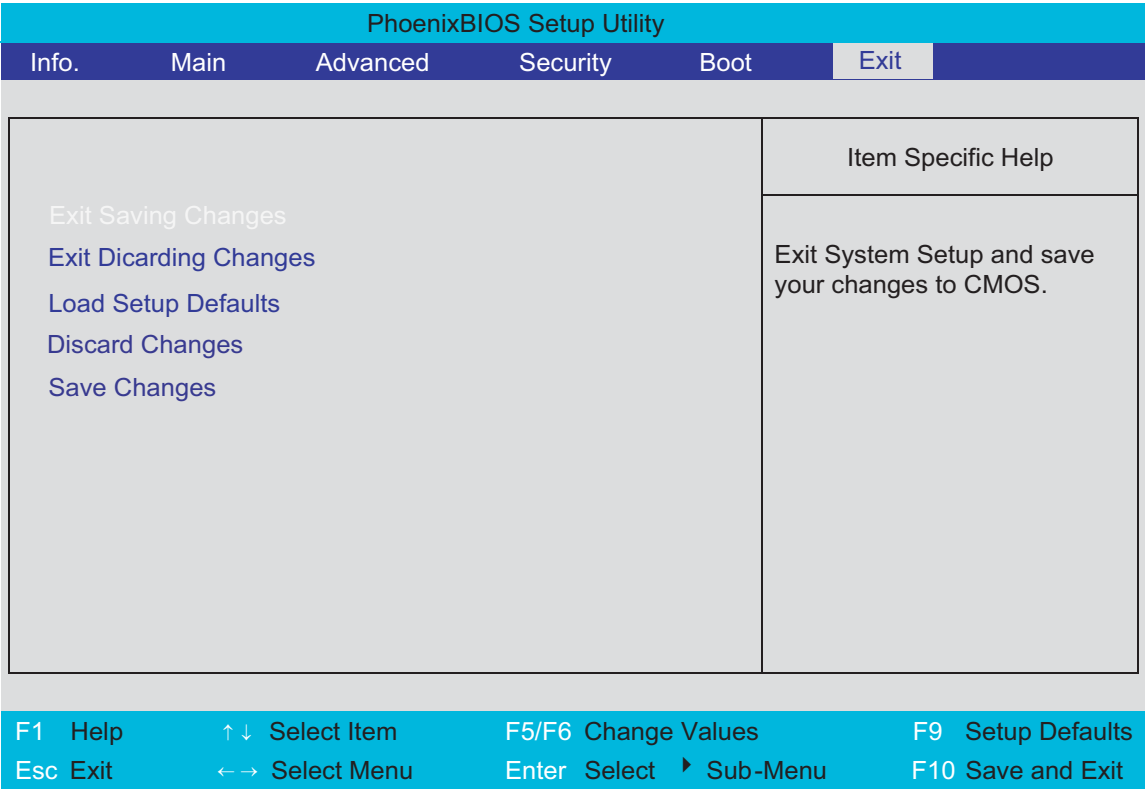 PhoenixBIOS Setup Utility
Info. Main Advanced Security Boot Exit
Item Specific Help
Exit Saving Changes
Exit Dicarding Changes
Load Setup Defaults
Discard Changes
Save Changes
Exit System Setup and save
your changes to CMOS.
F1 Help ↑↓ Select Item F5/F6 Change Values F9 Setup Defaults
Esc Exit ←→ Select Menu Enter Select ▸ Sub-Menu F10 Save and Exit